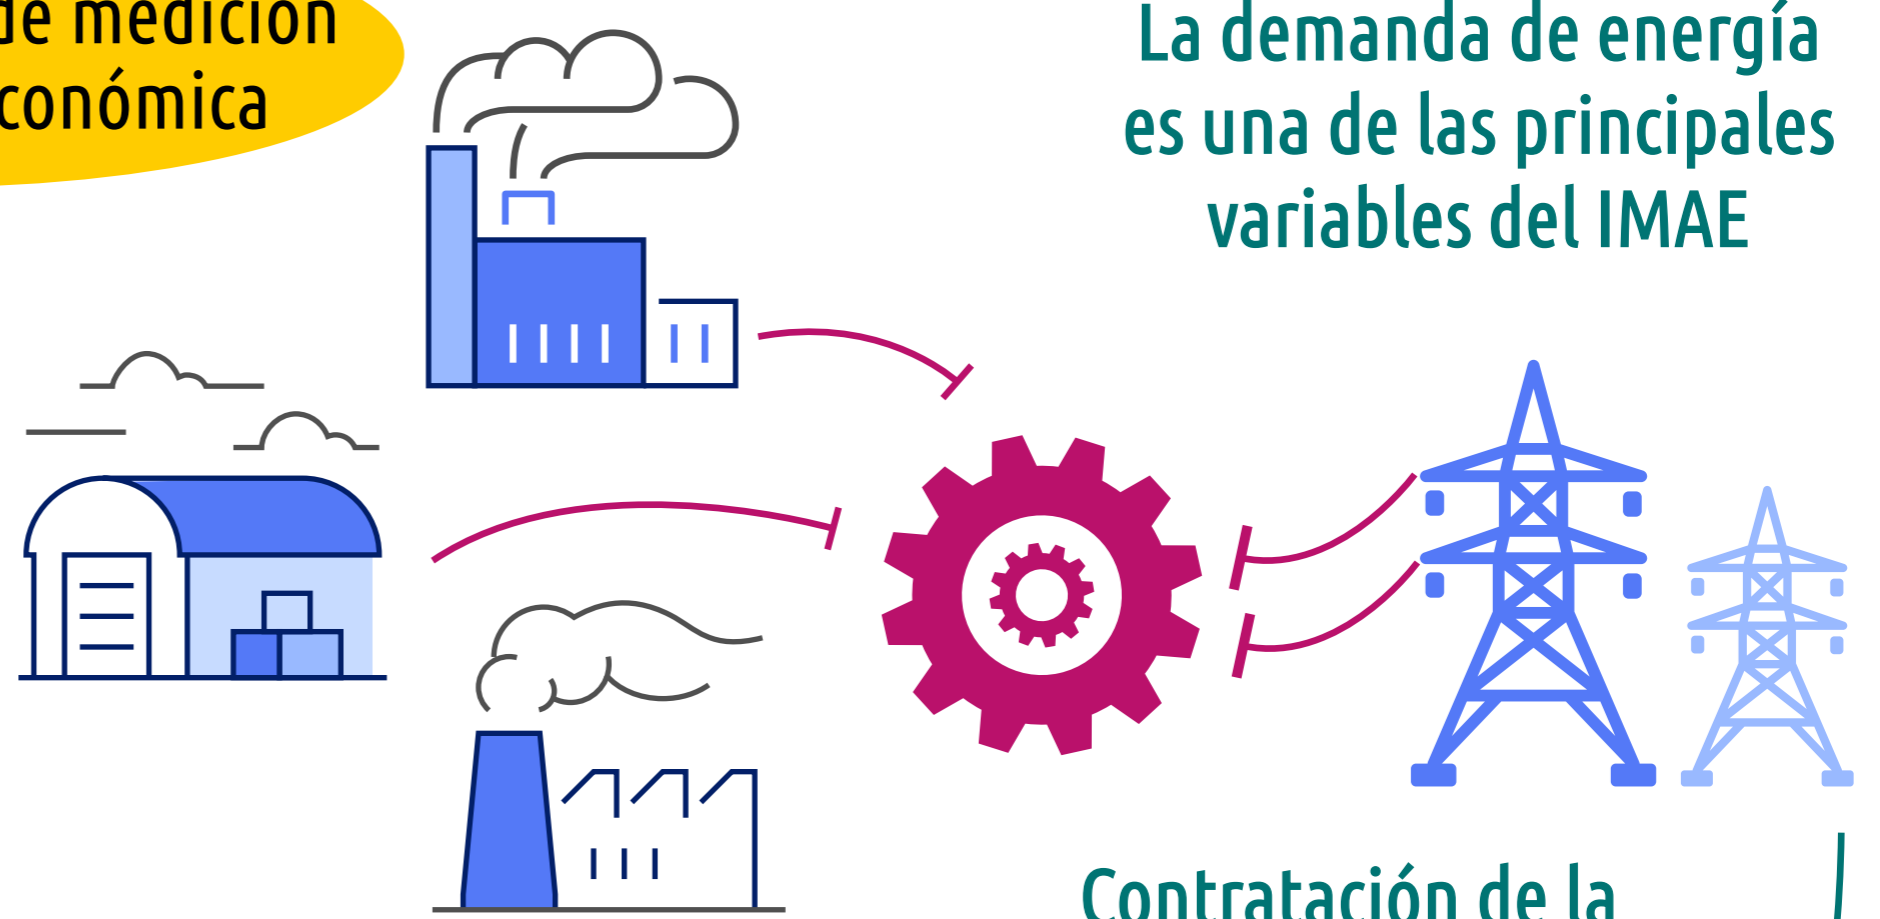 de medición
conómica
La demanda de energía
es una de las principales
variables del IMAE
Contratación de la